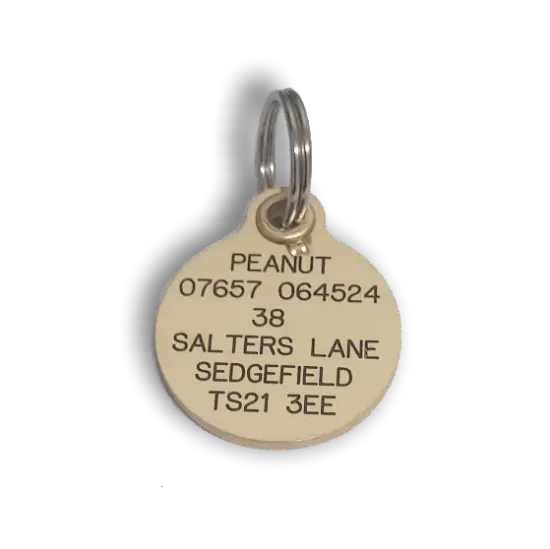 PEANUT
07657 064524
38
SALTERS LANE
SEDGEFIELD
TS21 3EE